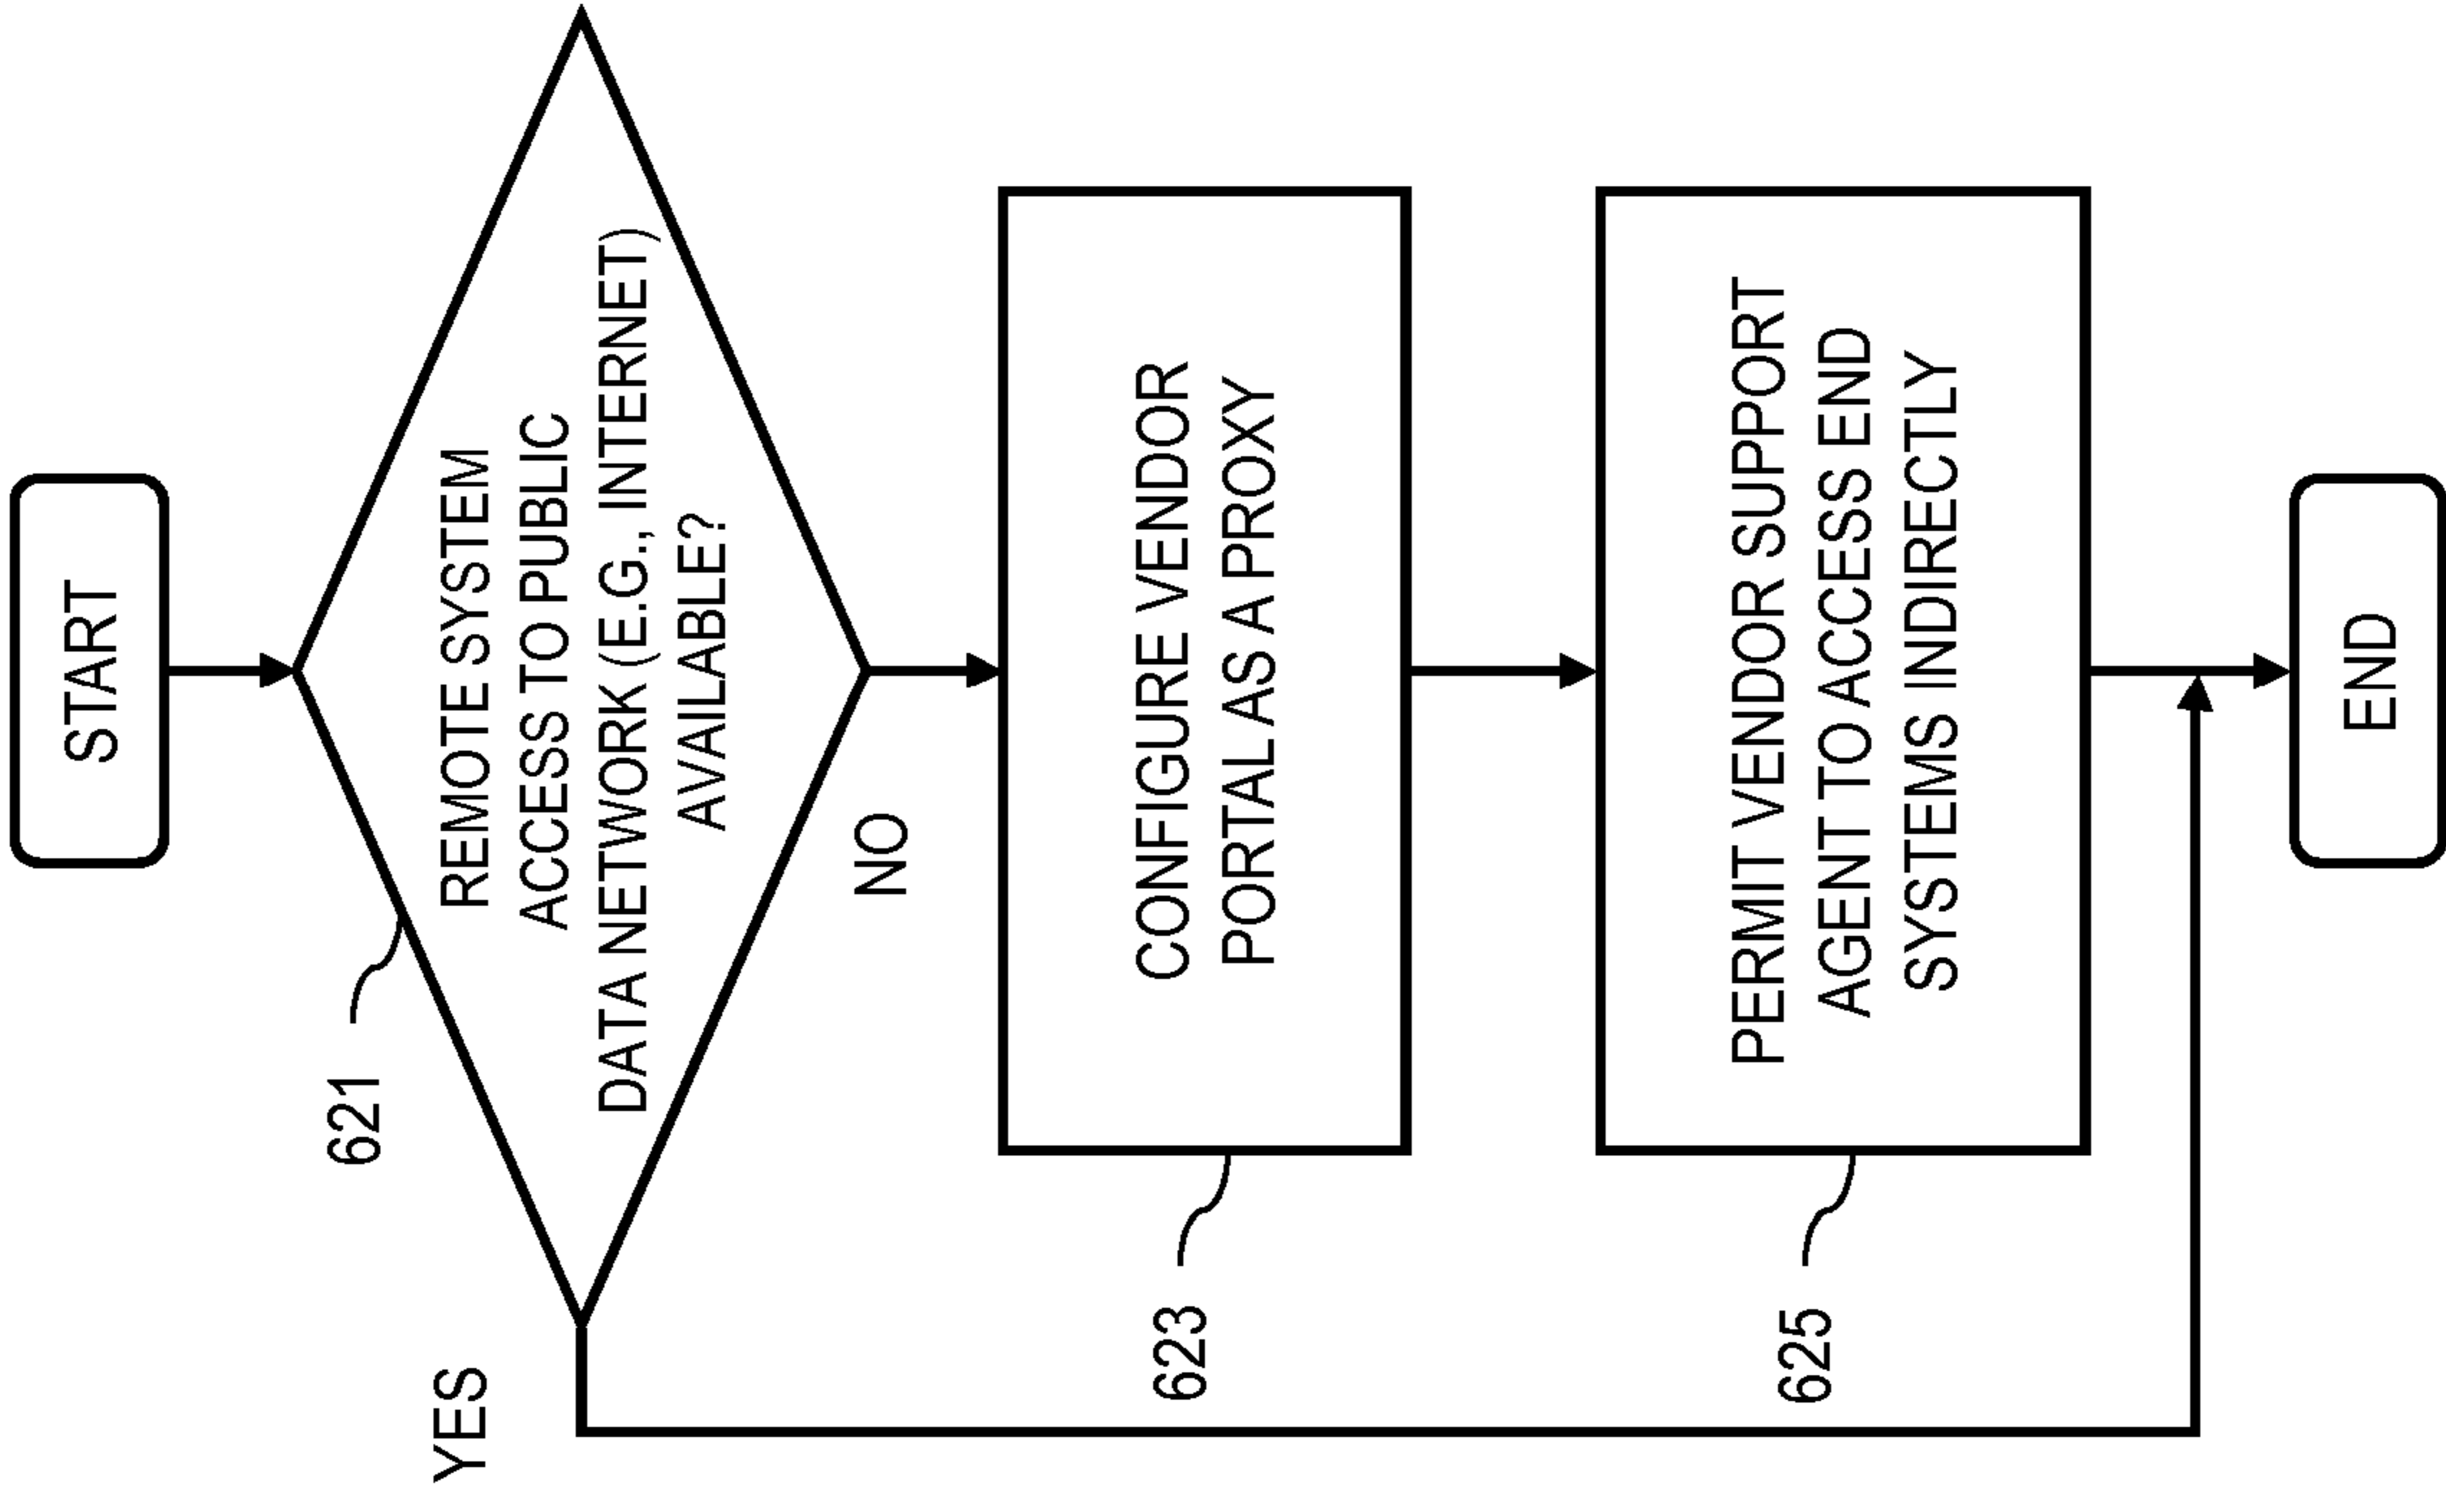 START
621
REMOTE SYSTEM
ACCESS TO PUBLIC
DATA NETWORK (E.G., INTERNET)
AVAILABLE?
YES
NO
623
CONFIGURE VENDOR
PORTAL AS A PROXY
625
PERMIT VENDOR SUPPORT
AGENT TO ACCESS END
SYSTEMS INDIRECTLY
END